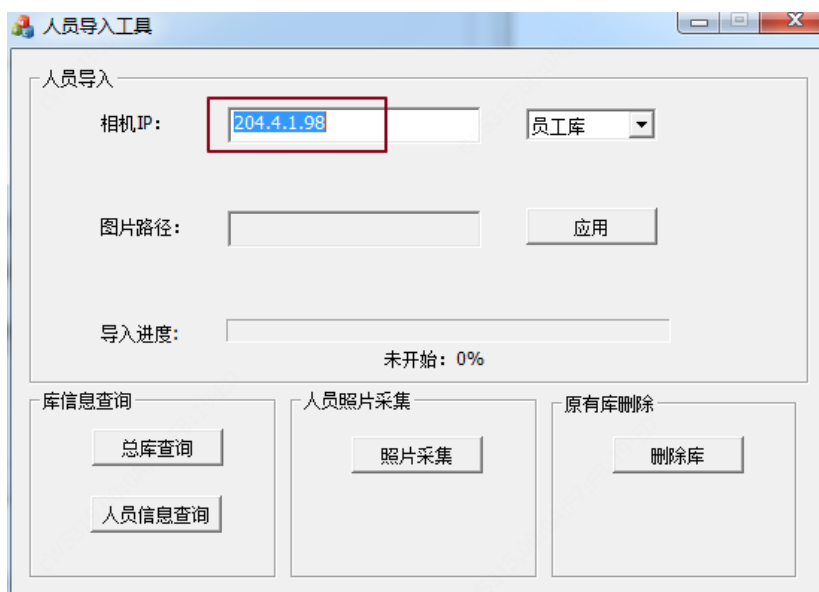 人员导入工具
人员导入
相机IP： 204.4.1.98 员工库
图片路径： 应用
导入进度:
未开始：0%
库信息查询 人员照片采集 原有库删除
总库查询 照片采集 删除库
人员信息查询